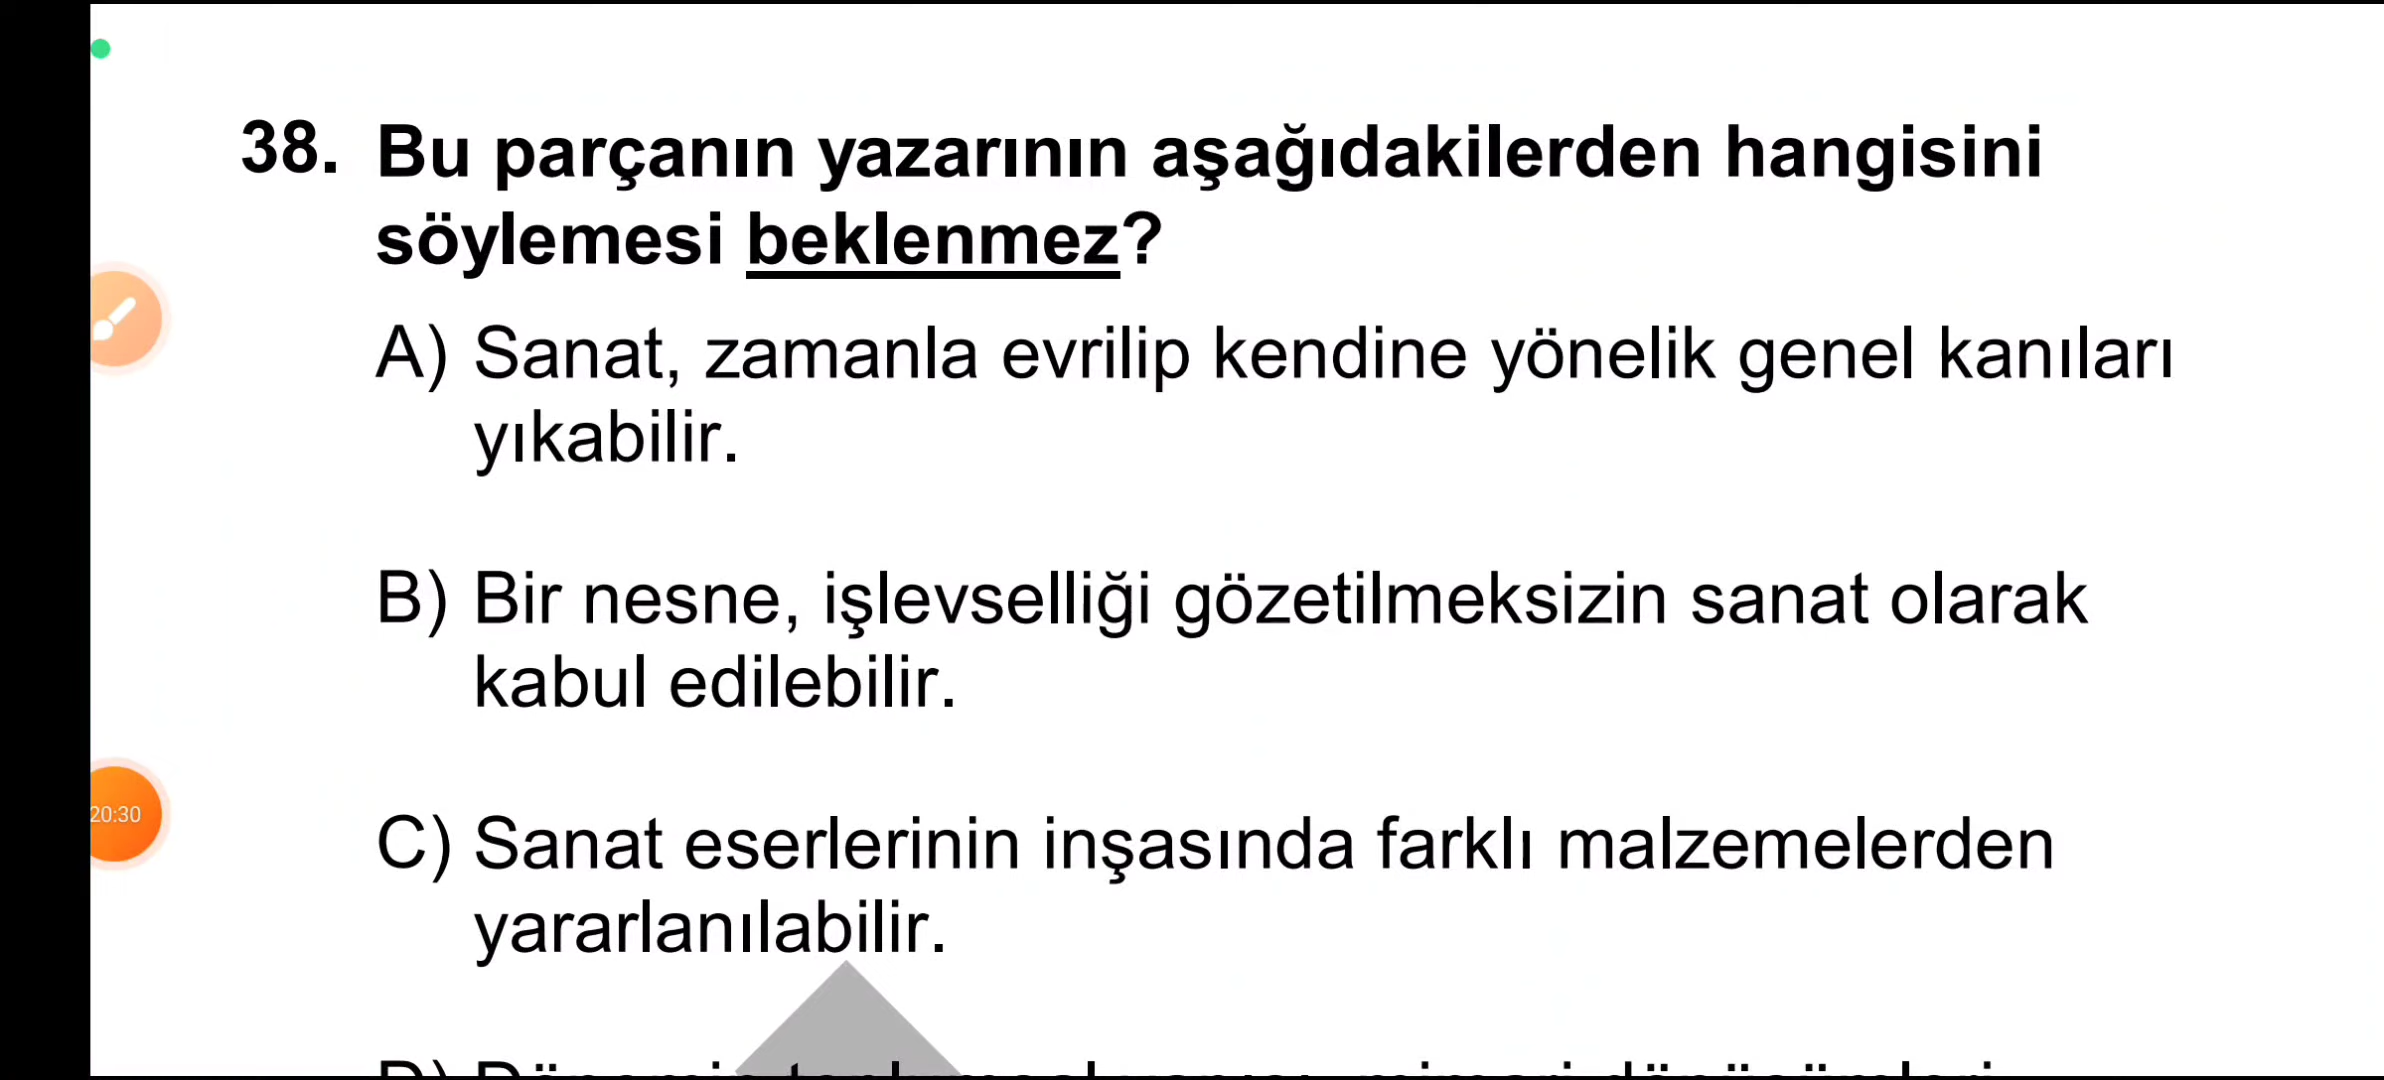 38. Bu parçanın yazarının aşağıdakilerden hangisini
söylemesi beklenmez?
A) Sanat, zamanla evrilip kendine yönelik genel kanıları
yıkabilir.
B) Bir nesne, işlevselliği gözetilmeksizin sanat olarak
kabul edilebilir.
20:30
C) Sanat eserlerinin inşasında farklı malzemelerden
yararlanılabilir.
D)